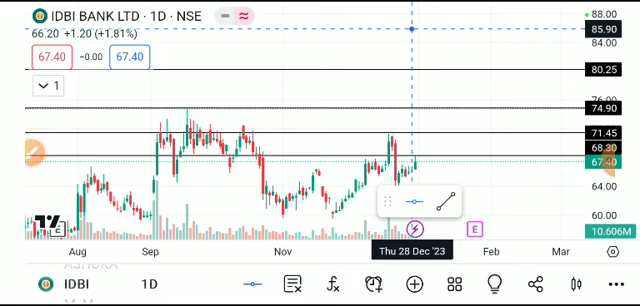 IDBI BANK LTD · 1D · NSE
66.20 +1.20 (+1.81%)
67.40 −0.00 67.40
1
88.00
85.90
84.00
80.25
76.00
74.90
71.45
68.30
67.40
64.00
60.00
10.606M
E
E
Aug Sep Nov Thu 28 Dec '23 Feb Mar
IDBI 1D